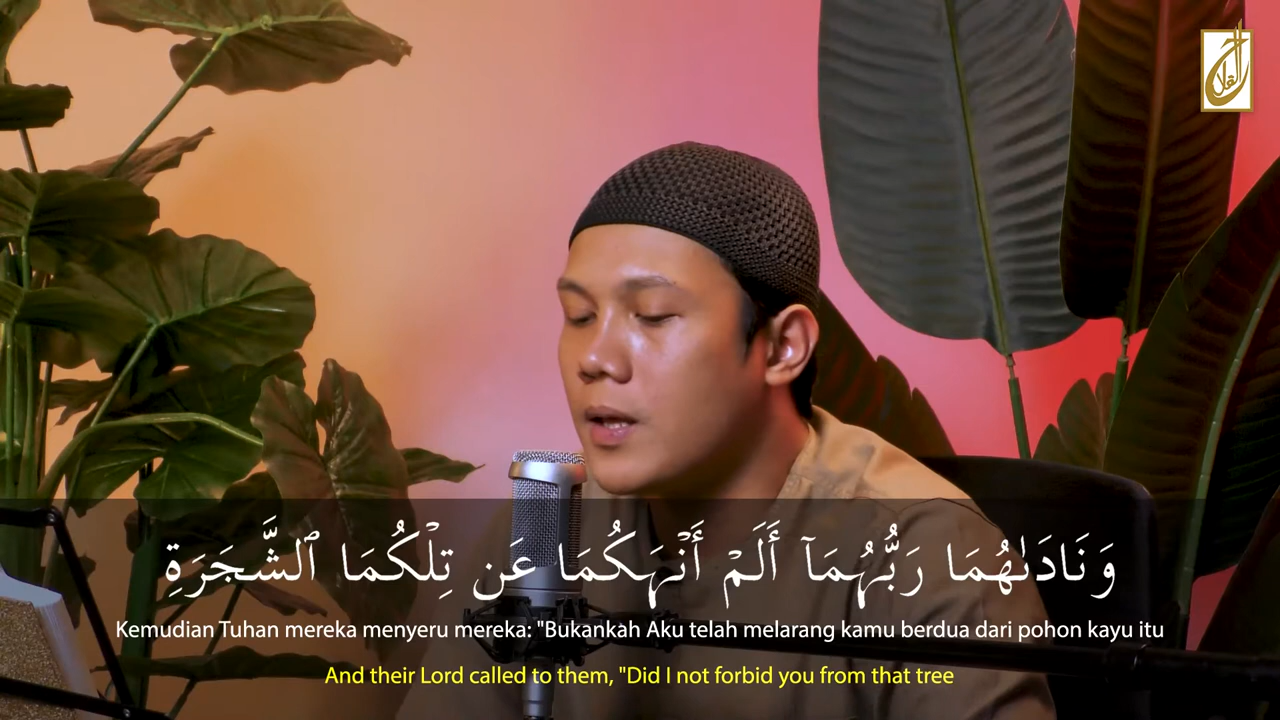 وَنَادَىٰهُمَا رَبُّهُمَآ أَلَمْ أَنْهَكُمَا عَن تِلْكُمَا ٱلشَّجَرَةِ
Kemudian Tuhan mereka menyeru mereka: "Bukankah Aku telah melarang kamu berdua dari pohon kayu itu
And their Lord called to them, "Did I not forbid you from that tree